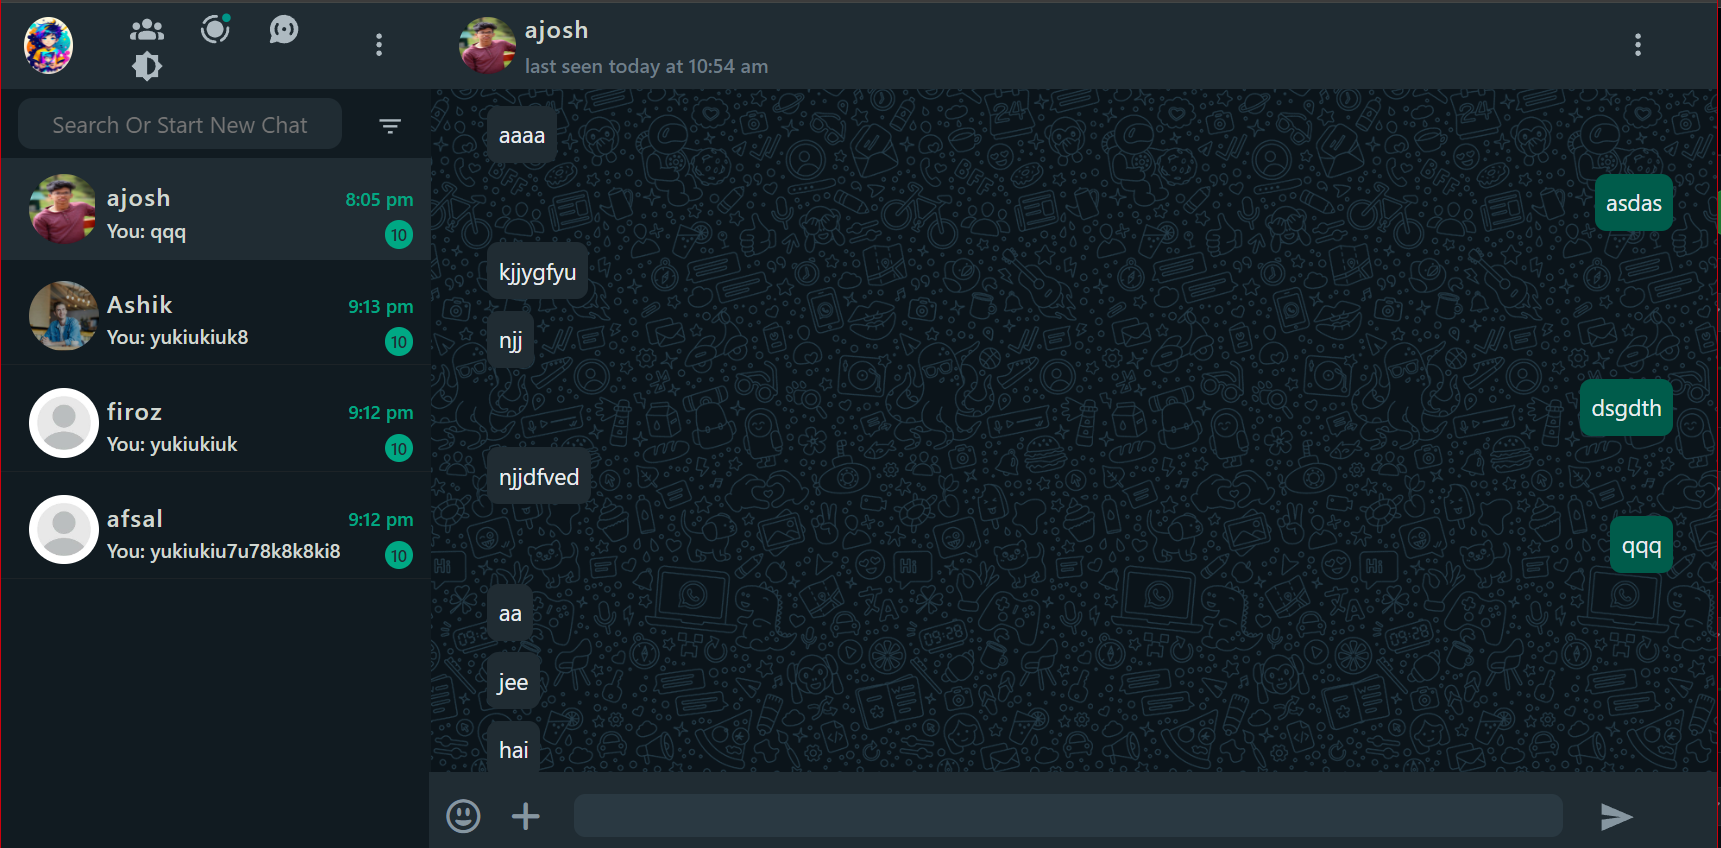 Search Or Start New Chat
ajosh
8:05 pm
You: qqq
10
Ashik
9:13 pm
You: yukiukiuk8
10
firoz
9:12 pm
You: yukiukiuk
10
afsal
9:12 pm
You: yukiukiu7u78k8k8ki8
10
ajosh
last seen today at 10:54 am
aaaa
asdas
kjjygfyu
njj
dsgdth
njjdfved
qqq
aa
jee
hai